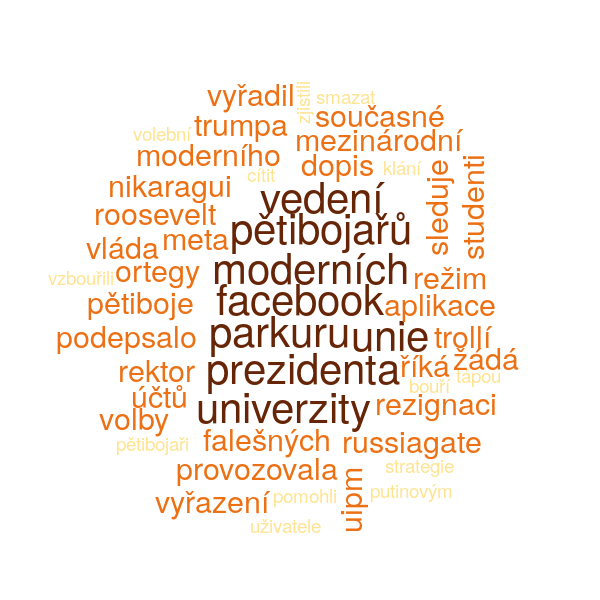 vyřadil
zjistili
smazat
volební
trumpa
současné
moderního
mezinárodní
cítit
dopis
klání
nikaragui
vedení
sleduje
studenti
roosevelt
vláda
meta
pětibojařů
vzbouřili
ortegy
moderních
režim
pětiboje
facebook
aplikace
podepsalo
parkuru
unie
trollí
rektor
prezidenta
říká
žádá
bouři
tápou
účtů
volby
univerzity
rezignaci
pětibojaři
falešných
russiagate
provozovala
strategie
vyřazení
pomohli
uipm
putinovým
uživatele